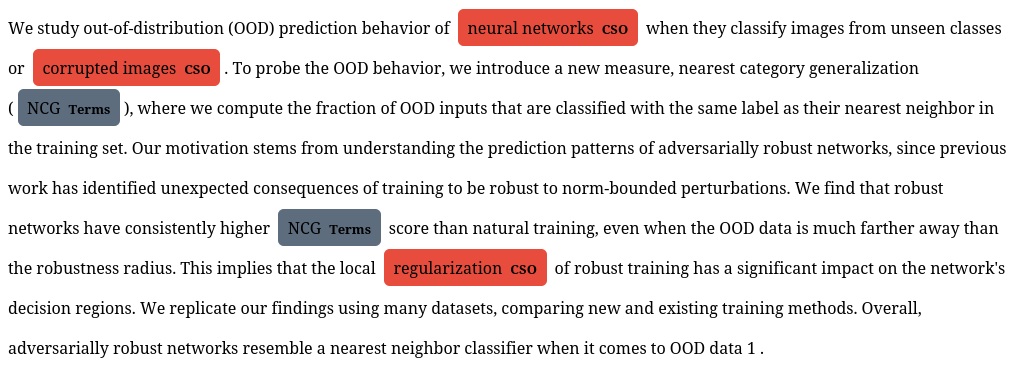 We study out-of-distribution (OOD) prediction behavior of neural networks CSO when they classify images from unseen classes
or corrupted images CSO . To probe the OOD behavior, we introduce a new measure, nearest category generalization
( NCG Terms ), where we compute the fraction of OOD inputs that are classified with the same label as their nearest neighbor in
the training set. Our motivation stems from understanding the prediction patterns of adversarially robust networks, since previous
work has identified unexpected consequences of training to be robust to norm-bounded perturbations. We find that robust
networks have consistently higher NCG Terms score than natural training, even when the OOD data is much farther away than
the robustness radius. This implies that the local regularization CSO of robust training has a significant impact on the network's
decision regions. We replicate our findings using many datasets, comparing new and existing training methods. Overall,
adversarially robust networks resemble a nearest neighbor classifier when it comes to OOD data 1 .